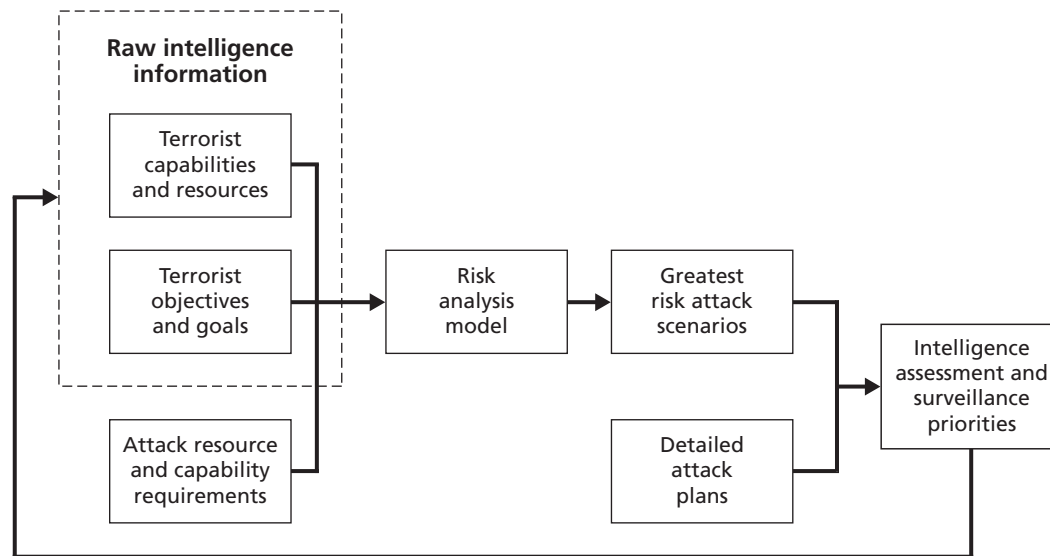 Raw intelligence
information
Terrorist
capabilities
and resources
Terrorist
objectives
and goals
Attack resource
and capability
requirements
Risk
analysis
model
Greatest
risk attack
scenarios
Detailed
attack
plans
Intelligence
assessment and
surveillance
priorities